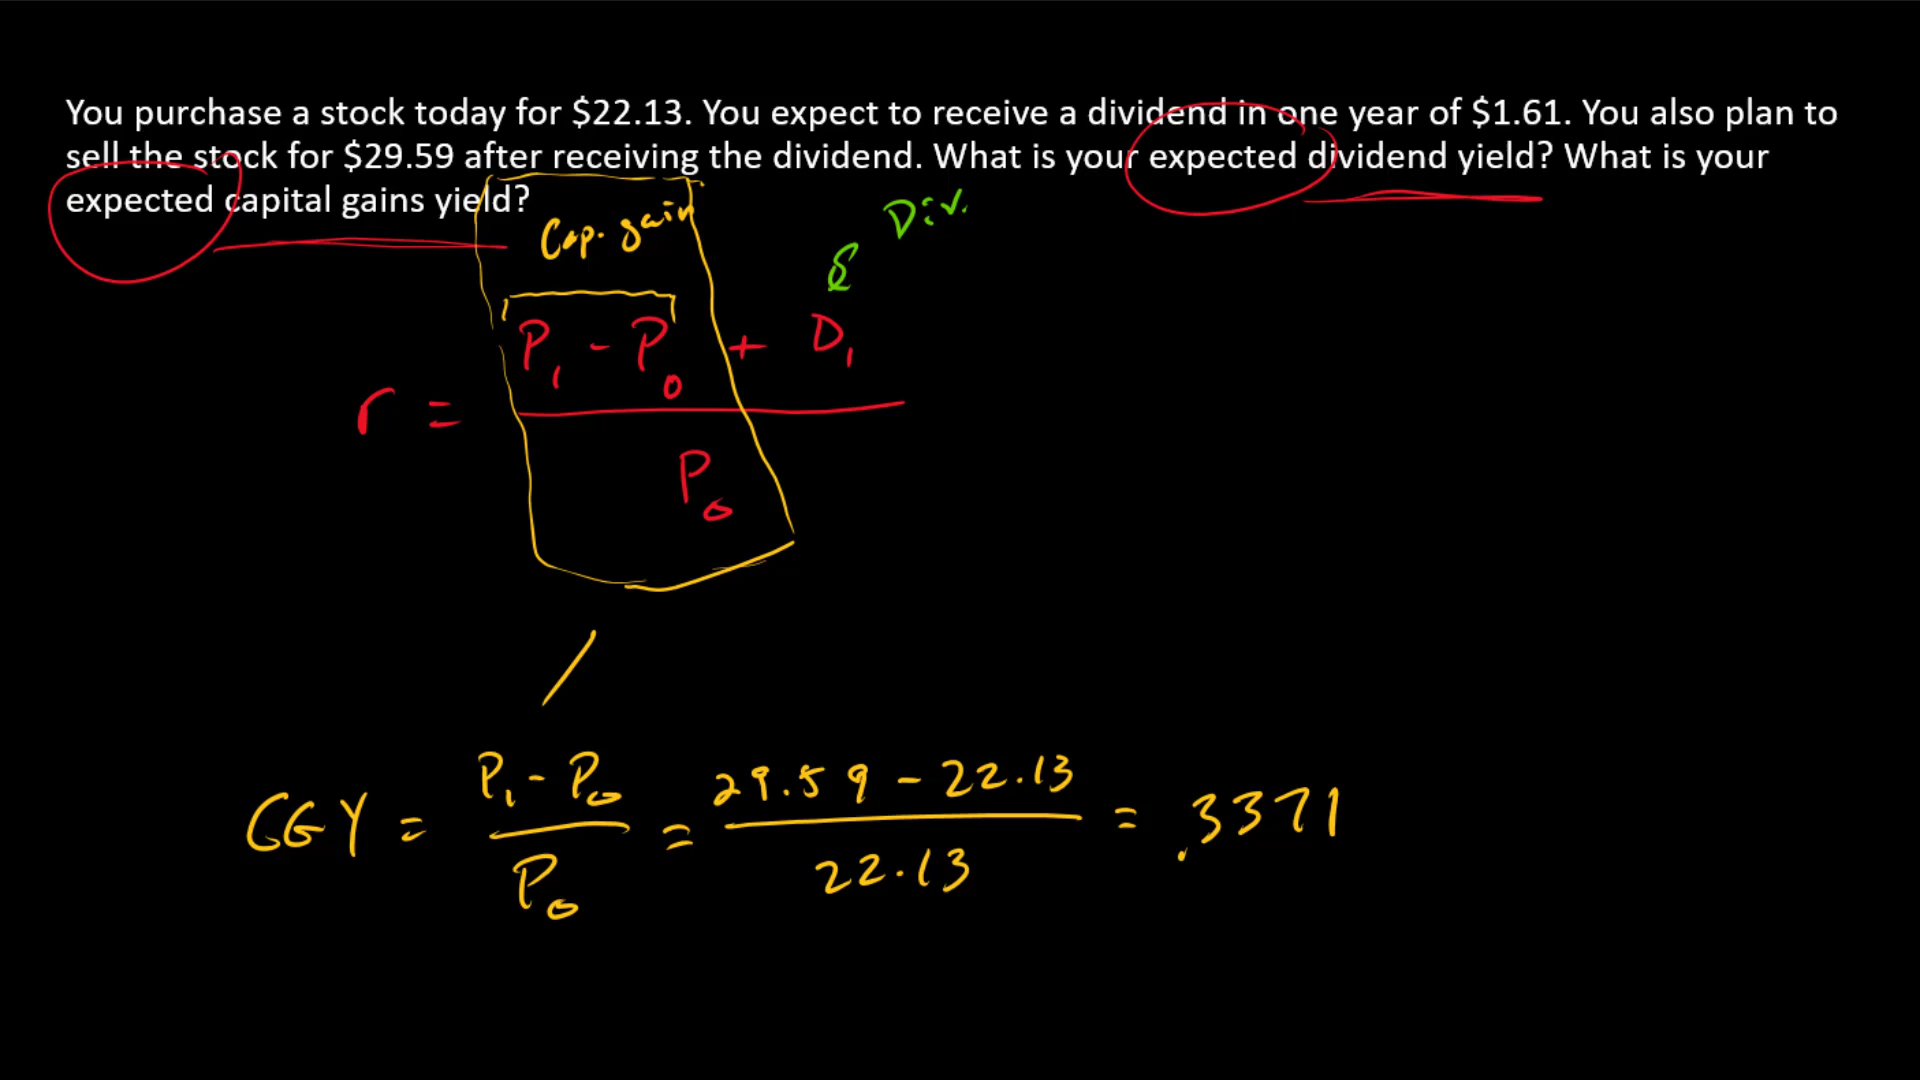 You purchase a stock today for $22.13. You expect to receive a dividend in one year of $1.61. You also plan to
sell the stock for $29.59 after receiving the dividend. What is your expected dividend yield? What is your
expected capital gains yield?
Cap. gain
Div.
P₁ - P₀ + D₁
r =
P₀
P₁ - P₀
29.59 - 22.13
CGY = = = .3371
P₀
22.13